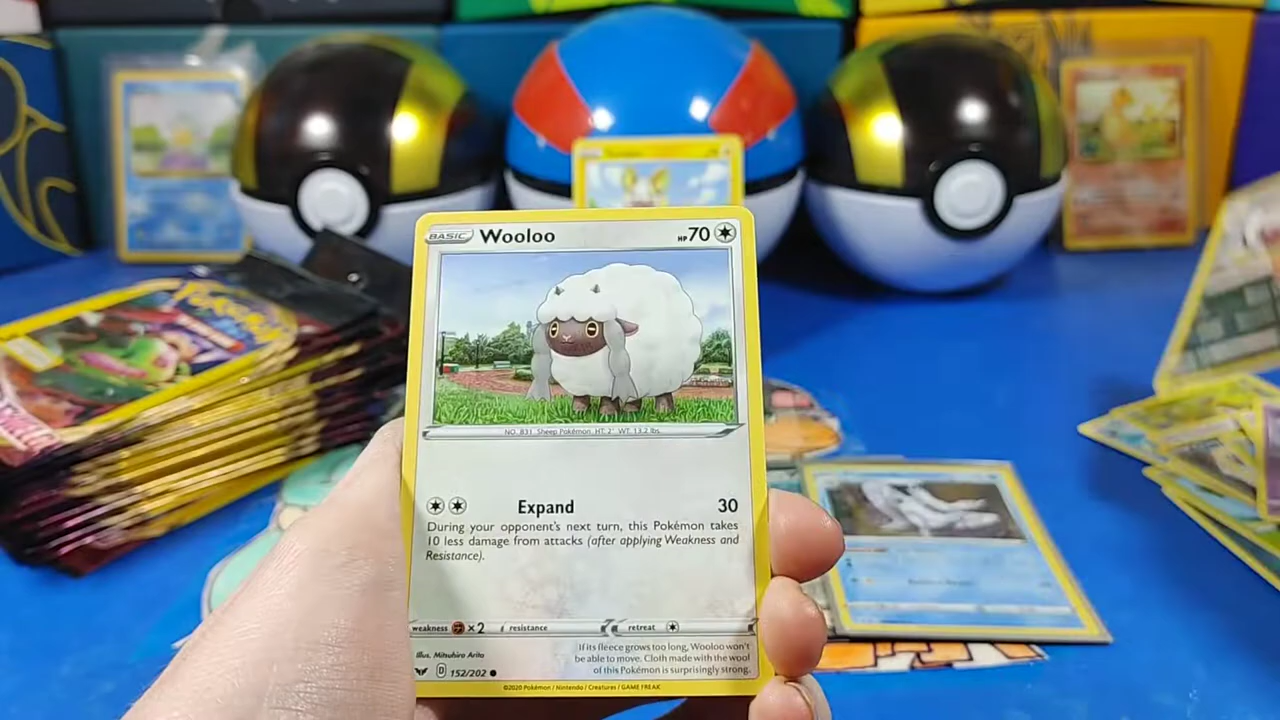 BASIC Wooloo HP 70
NO. 831 Sheep Pokémon HT: 2' WT: 13.2 lbs.
Expand 30
During your opponent's next turn, this Pokémon takes
10 less damage from attacks (after applying Weakness and
Resistance).
weakness ×2 resistance retreat
Illus. Mitsuhiro Arita
If its fleece grows too long, Wooloo won't
be able to move. Cloth made with the wool
of this Pokémon is surprisingly strong.
D 152/202
©2020 Pokémon / Nintendo / Creatures / GAME FREAK
POKÉMON